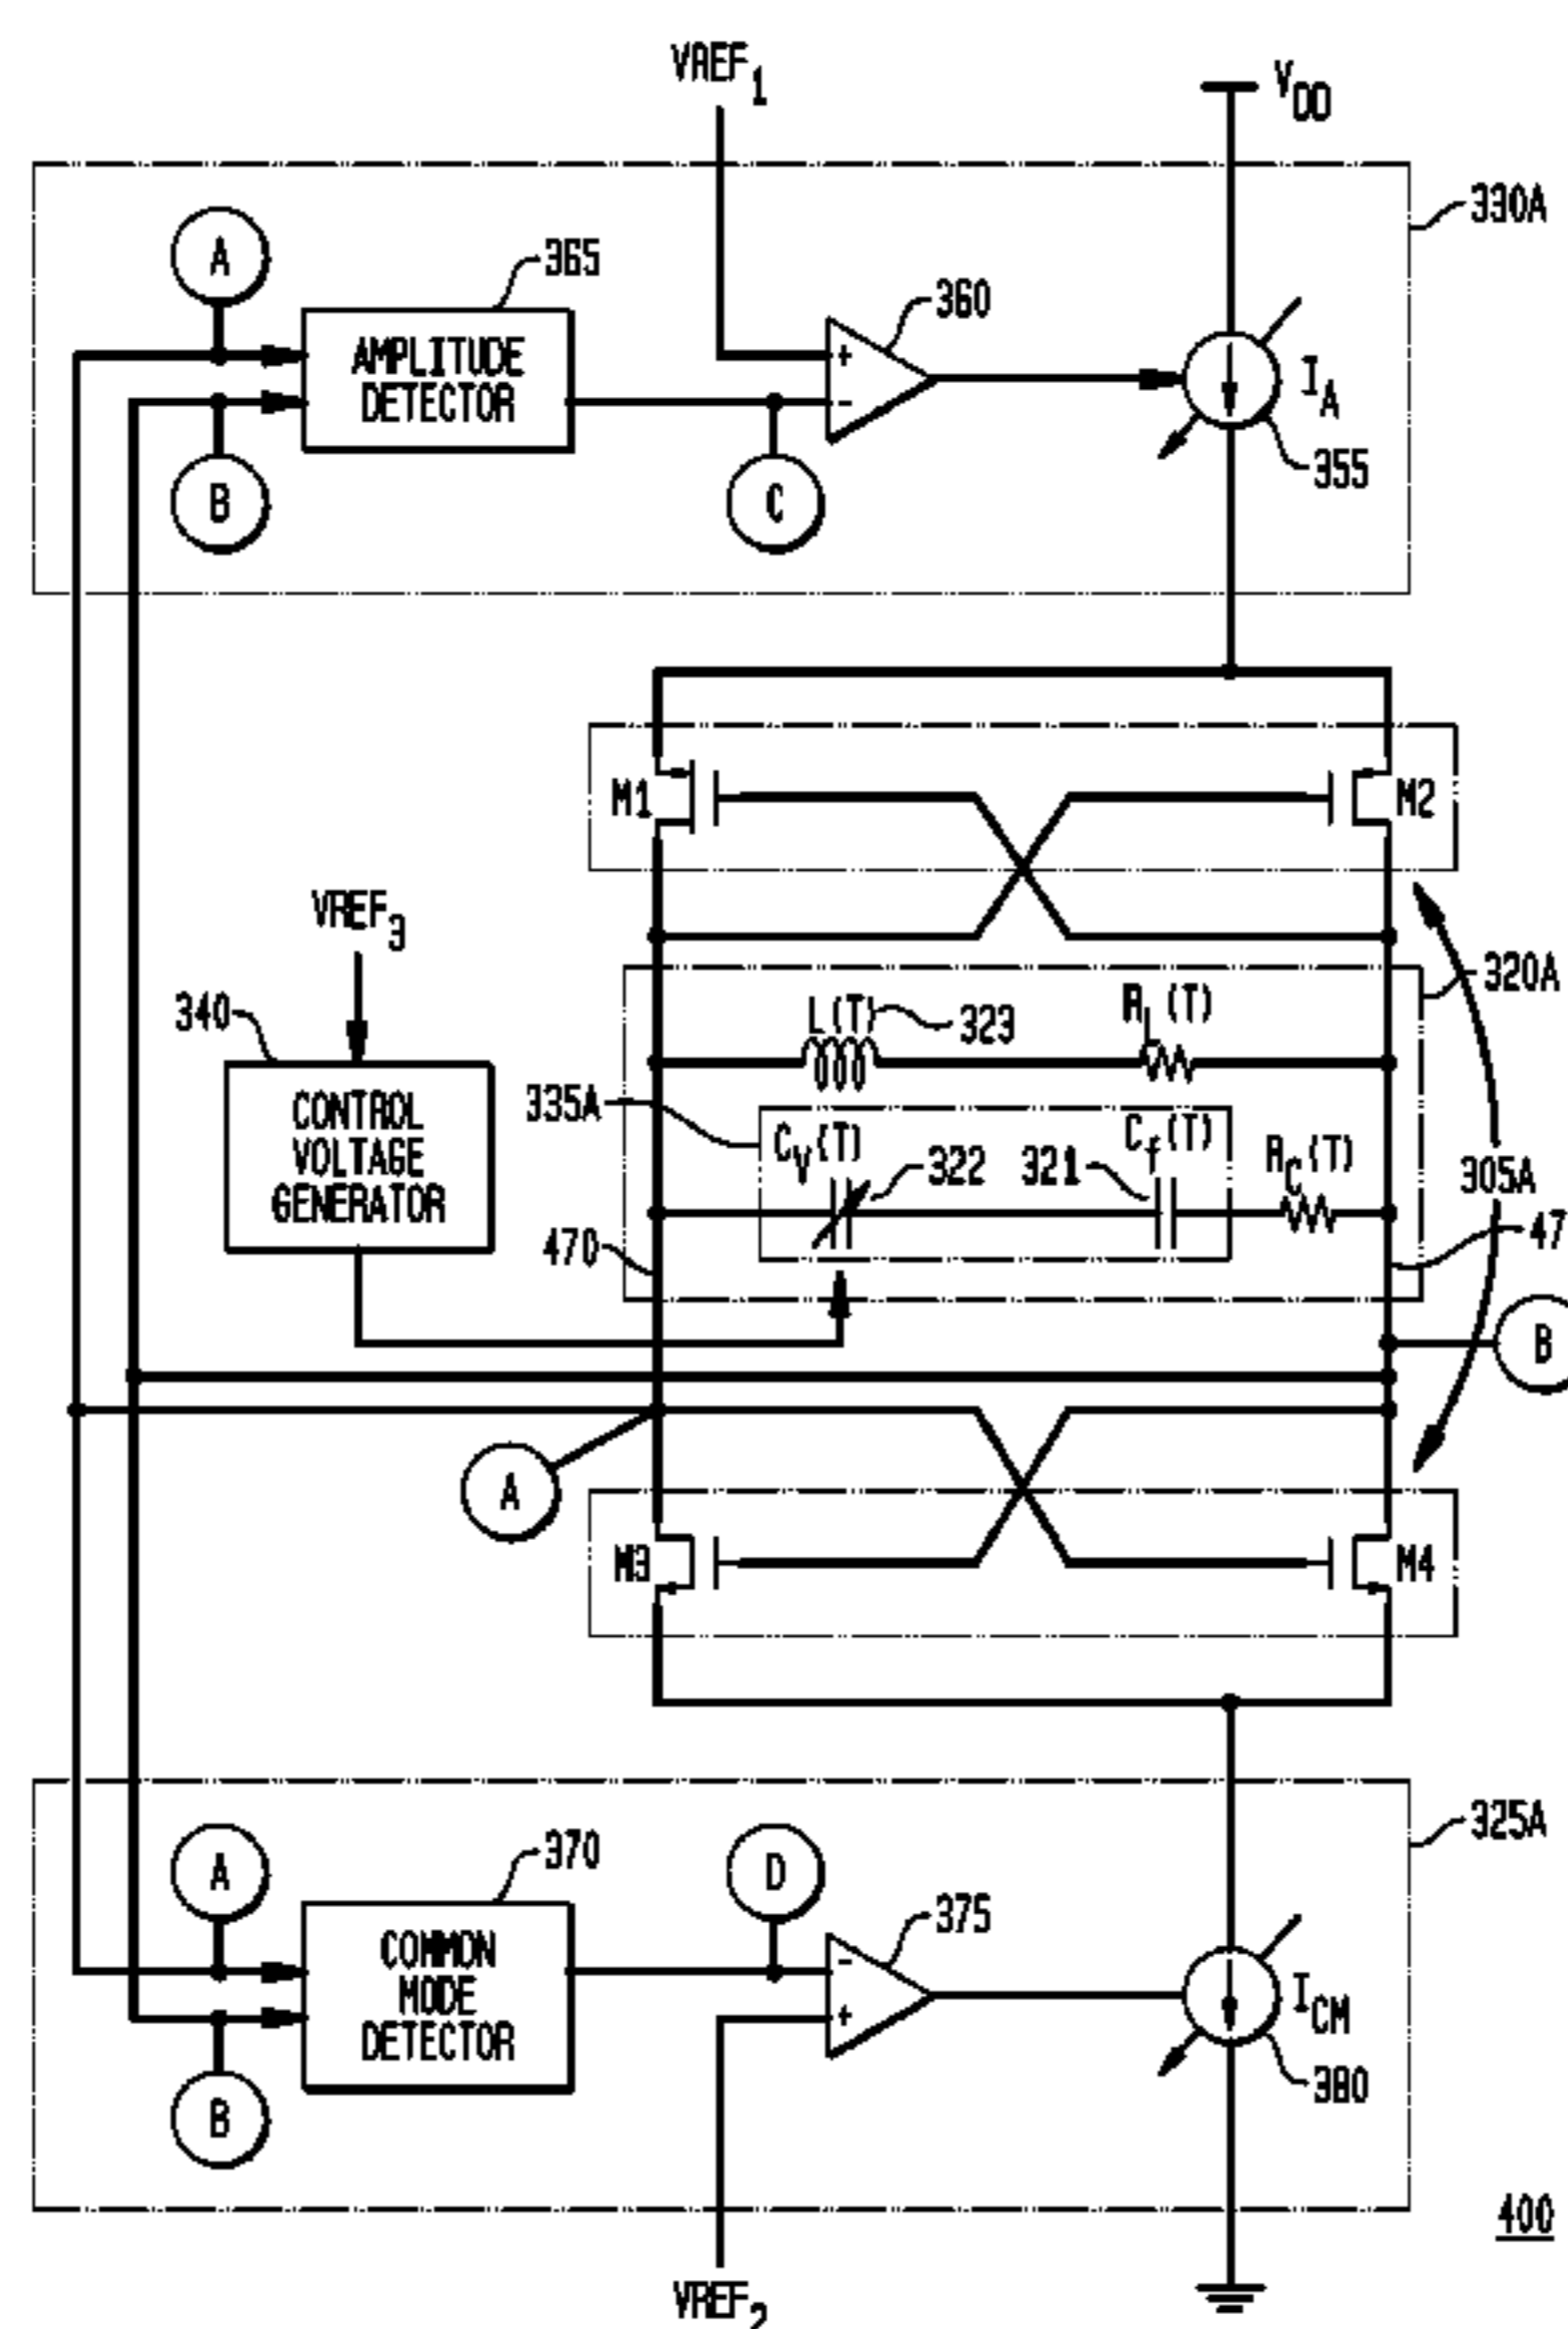 VREF1
VDD
330A
A
365
360
AMPLITUDE
DETECTOR
+
-
IA
355
B
C
M1
M2
VREF3
320A
340
L(T)
323
RL(T)
335A
CONTROL
VOLTAGE
GENERATOR
CV(T)
322
321
Cf(T)
RC(T)
305A
470
47
B
A
M3
M4
325A
A
370
D
375
COMMON
MODE
DETECTOR
-
+
ICM
380
B
400
VREF2